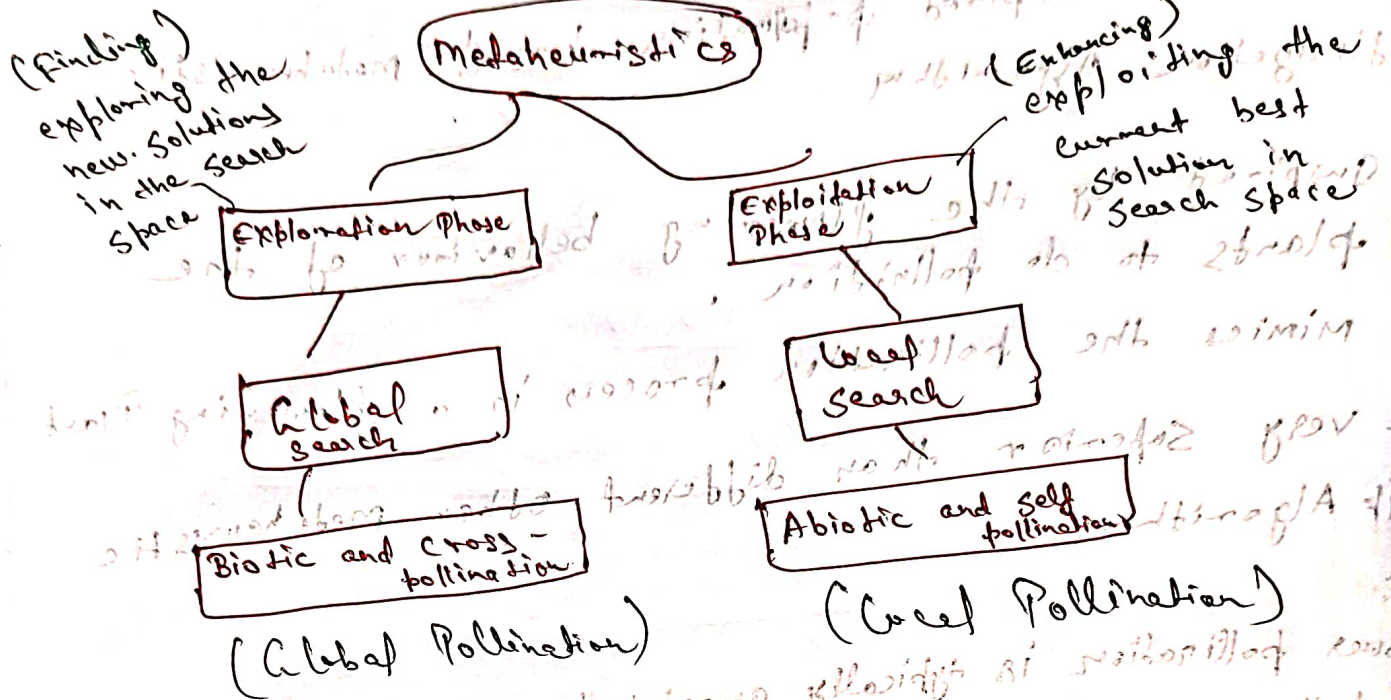 Metaheuristics
(Finding)
exploring the
new solutions
in the search
space
(Enhancing)
exploiting the
current best
solution in
search space
Exploration Phase
Exploitation
Phase
Global
search
Local
search
Biotic and cross-
pollination
Abiotic and self
pollination
(Global Pollination)
(Local Pollination)